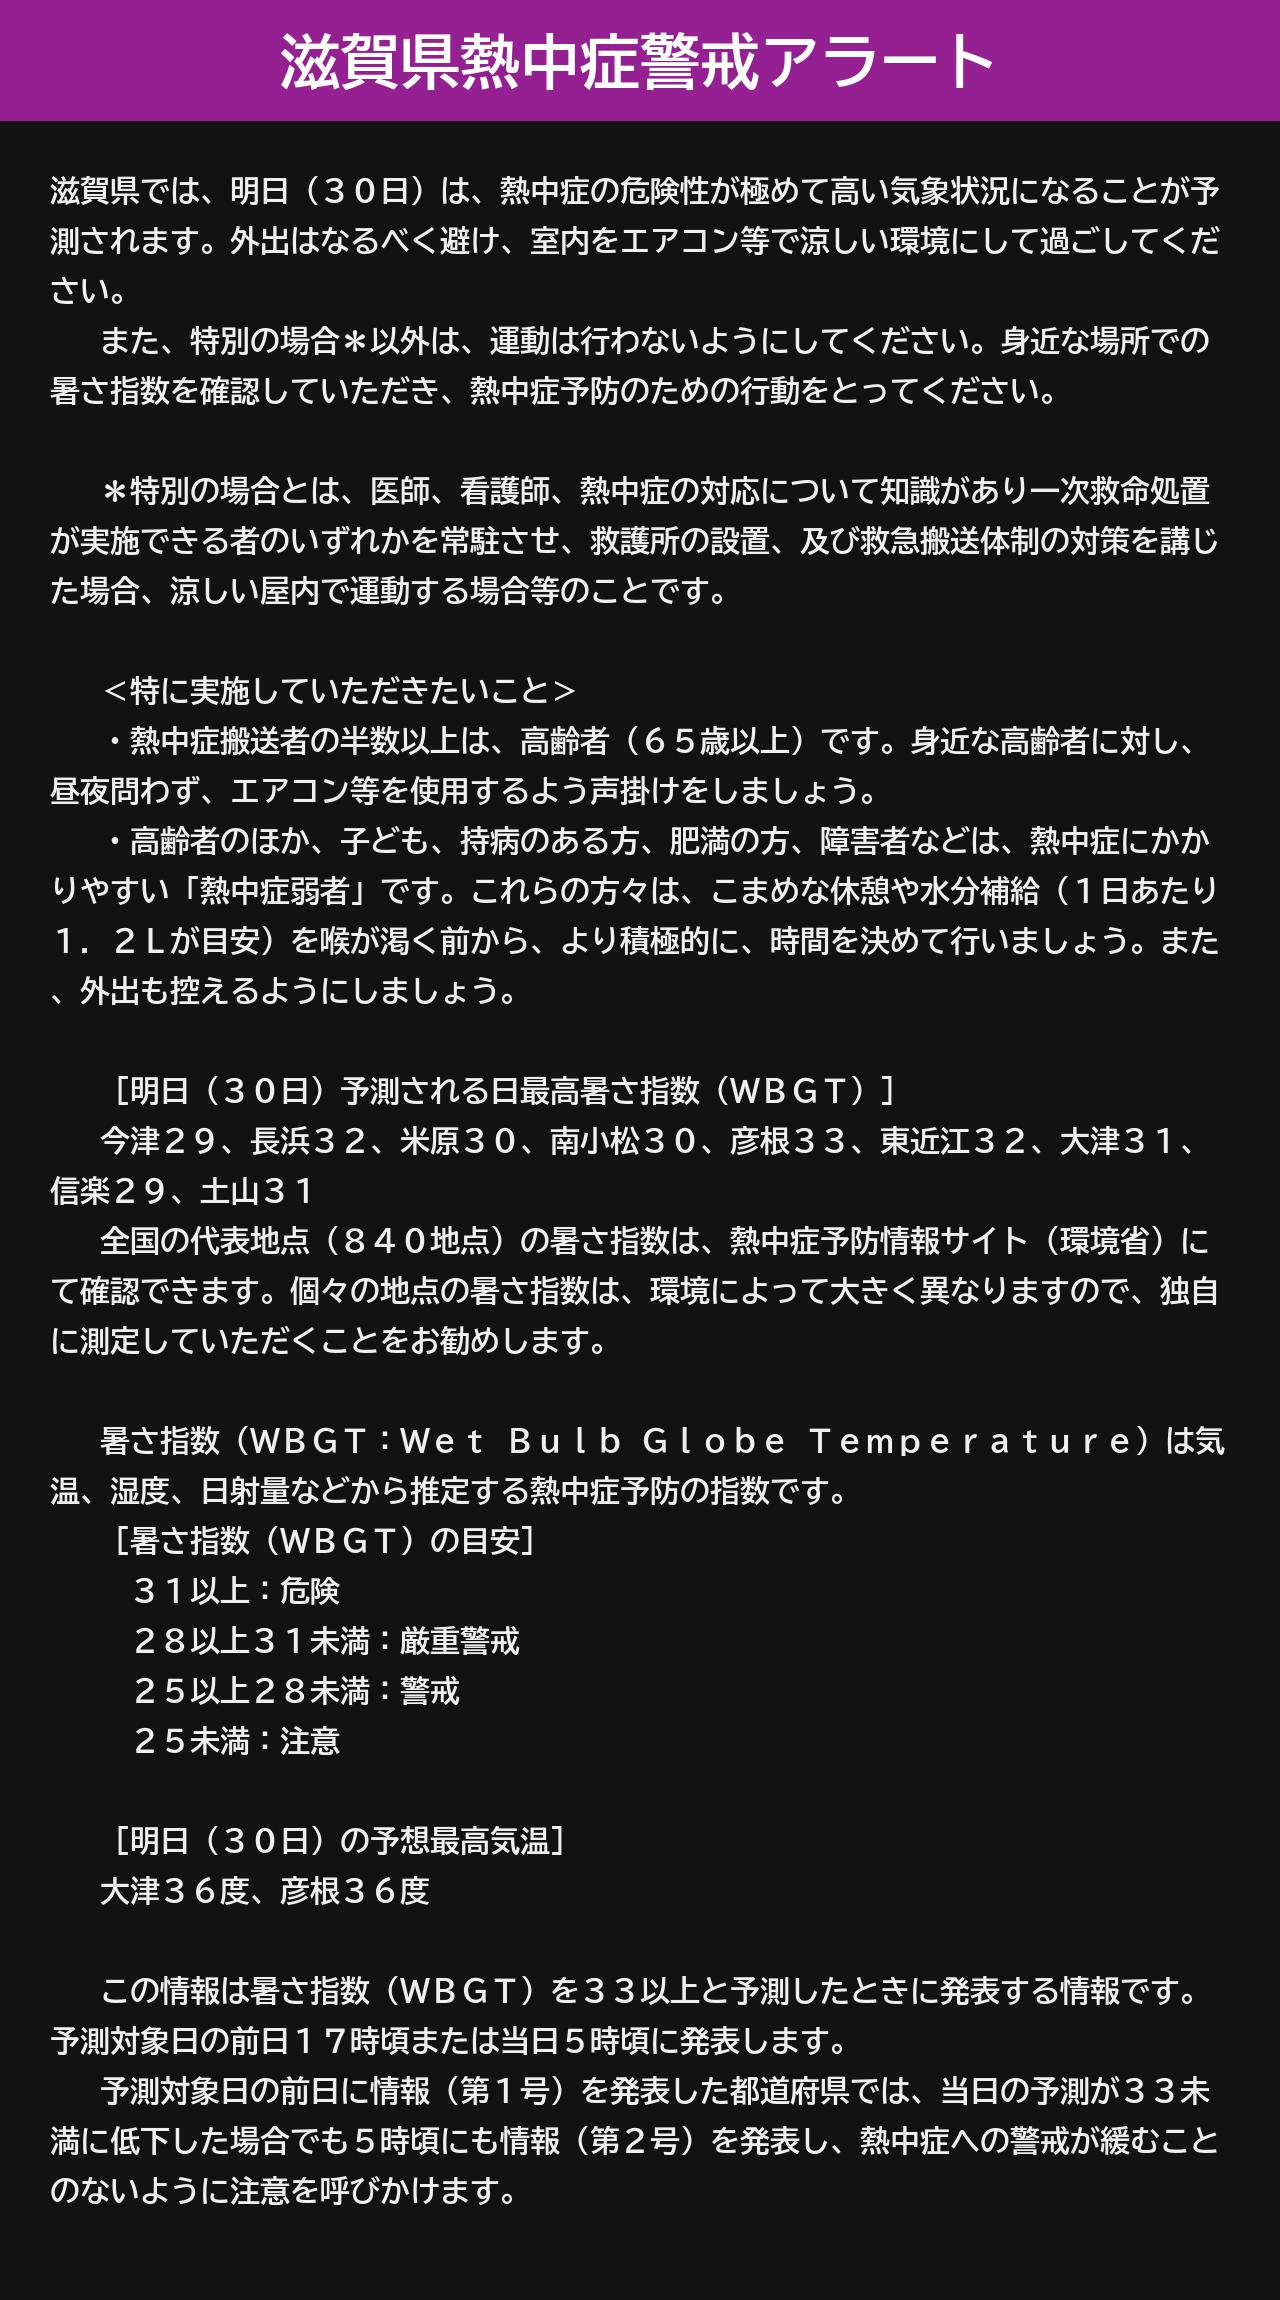 滋賀県熱中症警戒アラート
滋賀県では、明日（３０日）は、熱中症の危険性が極めて高い気象状況になることが予
測されます。外出はなるべく避け、室内をエアコン等で涼しい環境にして過ごしてくだ
さい。
また、特別の場合＊以外は、運動は行わないようにしてください。身近な場所での
暑さ指数を確認していただき、熱中症予防のための行動をとってください。
＊特別の場合とは、医師、看護師、熱中症の対応について知識があり一次救命処置
が実施できる者のいずれかを常駐させ、救護所の設置、及び救急搬送体制の対策を講じ
た場合、涼しい屋内で運動する場合等のことです。
＜特に実施していただきたいこと＞
・熱中症搬送者の半数以上は、高齢者（６５歳以上）です。身近な高齢者に対し、
昼夜問わず、エアコン等を使用するよう声掛けをしましょう。
・高齢者のほか、子ども、持病のある方、肥満の方、障害者などは、熱中症にかか
りやすい「熱中症弱者」です。これらの方々は、こまめな休憩や水分補給（１日あたり
１．２Ｌが目安）を喉が渇く前から、より積極的に、時間を決めて行いましょう。また
、外出も控えるようにしましょう。
［明日（３０日）予測される日最高暑さ指数（ＷＢＧＴ）］
今津２９、長浜３２、米原３０、南小松３０、彦根３３、東近江３２、大津３１、
信楽２９、土山３１
全国の代表地点（８４０地点）の暑さ指数は、熱中症予防情報サイト（環境省）に
て確認できます。個々の地点の暑さ指数は、環境によって大きく異なりますので、独自
に測定していただくことをお勧めします。
暑さ指数（ＷＢＧＴ：Ｗｅｔ　Ｂｕｌｂ　Ｇｌｏｂｅ　Ｔｅｍｐｅｒａｔｕｒｅ）は気
温、湿度、日射量などから推定する熱中症予防の指数です。
［暑さ指数（ＷＢＧＴ）の目安］
３１以上：危険
２８以上３１未満：厳重警戒
２５以上２８未満：警戒
２５未満：注意
［明日（３０日）の予想最高気温］
大津３６度、彦根３６度
この情報は暑さ指数（ＷＢＧＴ）を３３以上と予測したときに発表する情報です。
予測対象日の前日１７時頃または当日５時頃に発表します。
予測対象日の前日に情報（第１号）を発表した都道府県では、当日の予測が３３未
満に低下した場合でも５時頃にも情報（第２号）を発表し、熱中症への警戒が緩むこと
のないように注意を呼びかけます。